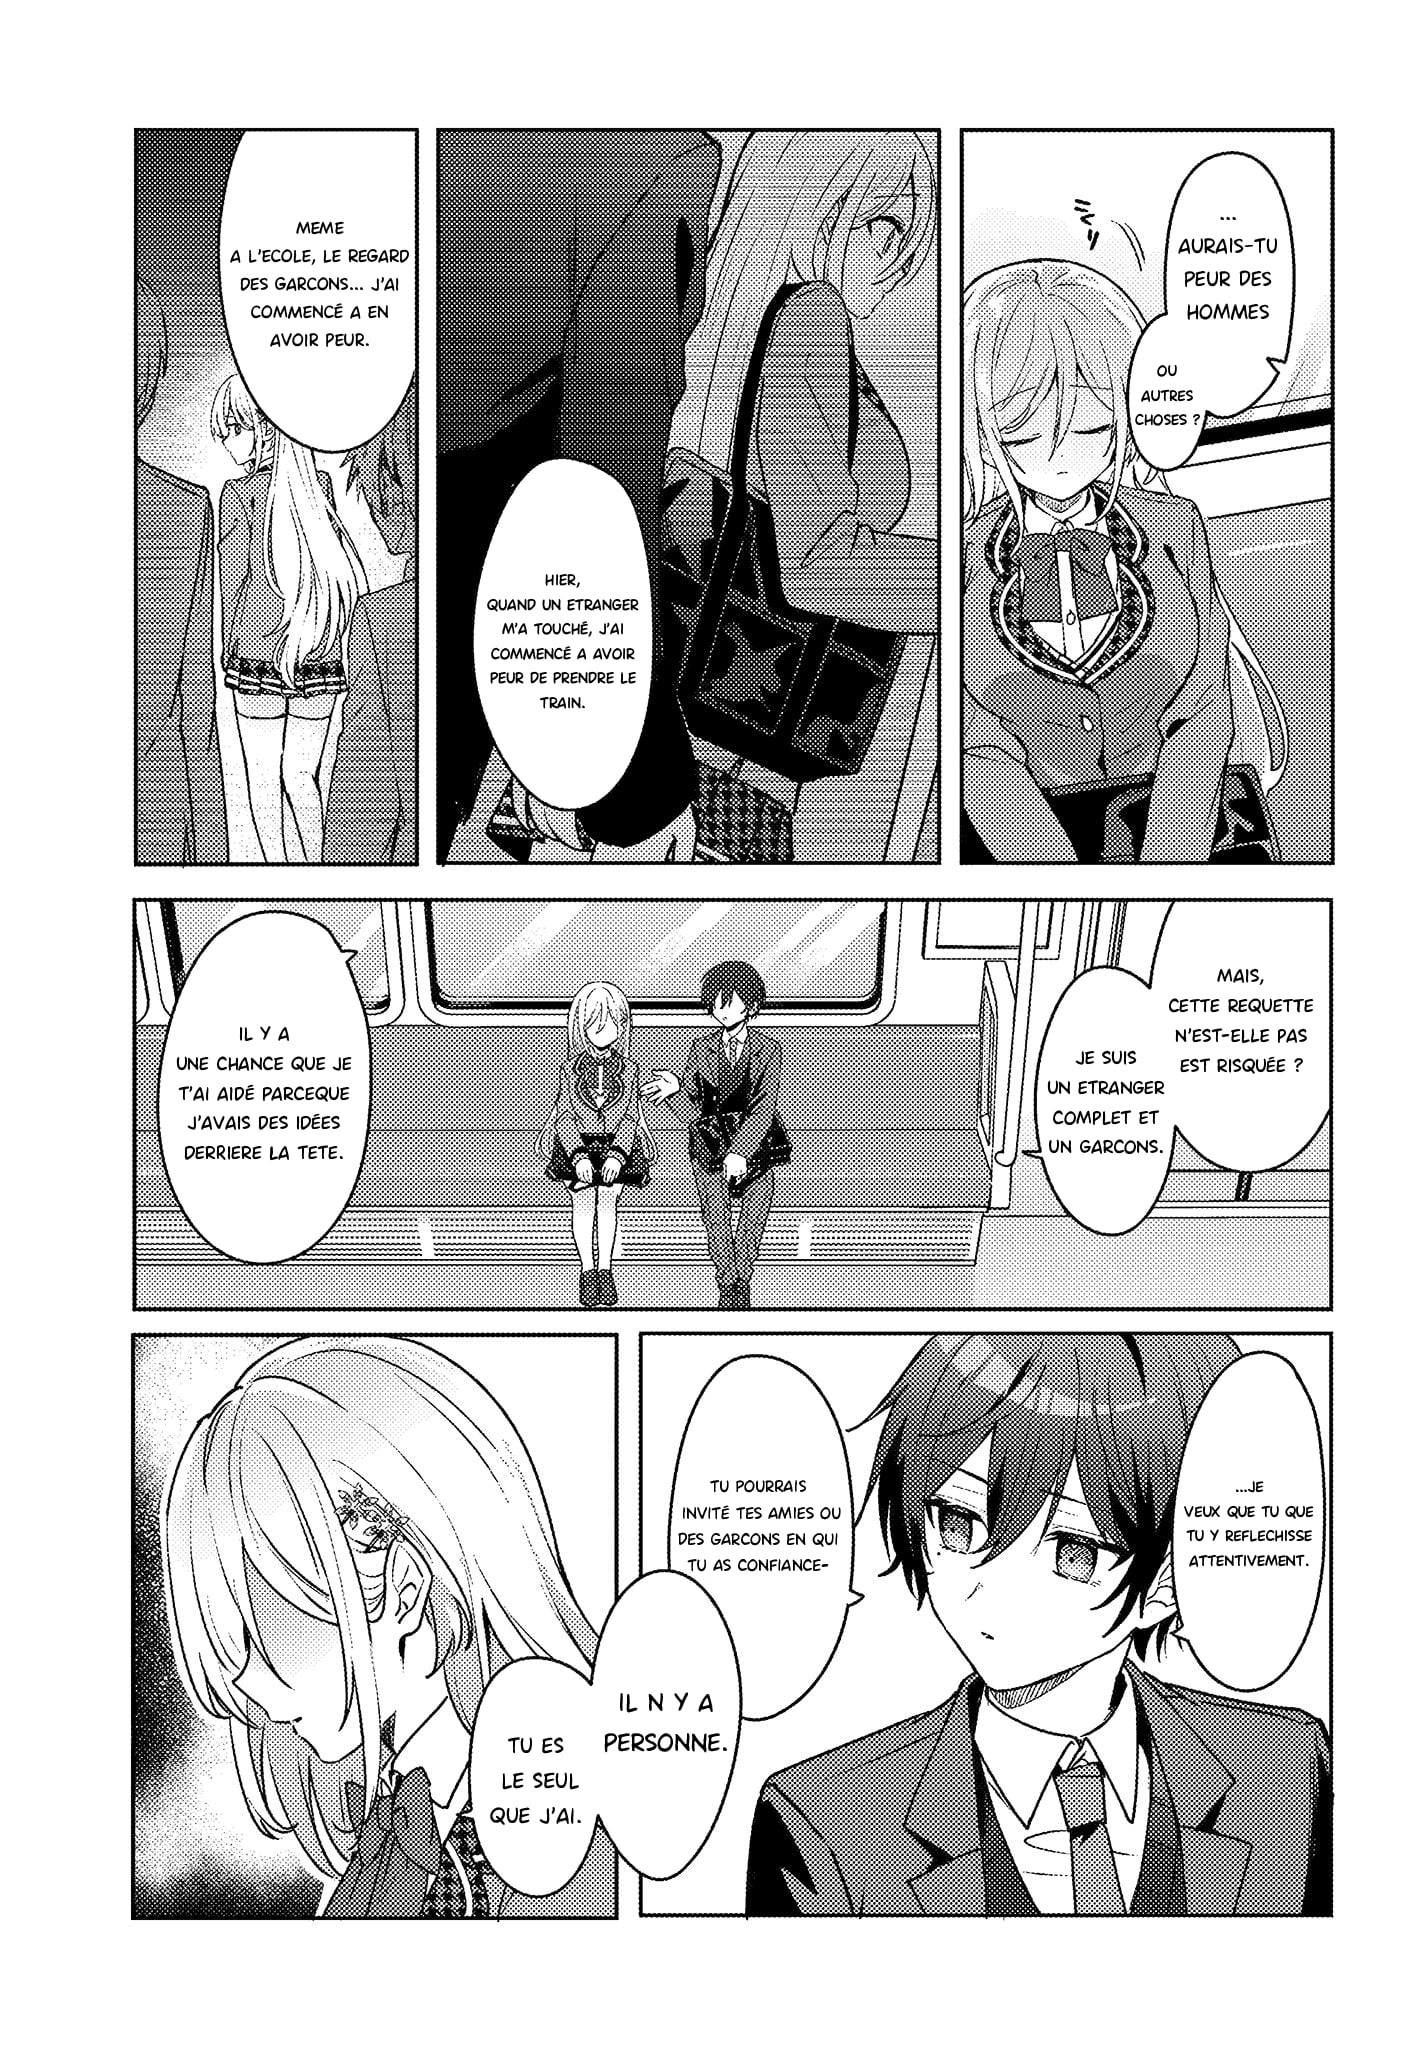 ...
AURAIS-TU
PEUR DES
HOMMES
OU
AUTRES
CHOSES ?
HIER,
QUAND UN ETRANGER
M'A TOUCHÉ, J'AI
COMMENCÉ A AVOIR
PEUR DE PRENDRE LE
TRAIN.
MEME
A L'ECOLE, LE REGARD
DES GARCONS... J'AI
COMMENCÉ A EN
AVOIR PEUR.
MAIS,
CETTE REQUETTE
N'EST-ELLE PAS
EST RISQUÉE ?
JE SUIS
UN ETRANGER
COMPLET ET
UN GARCONS.
IL Y A
UNE CHANCE QUE JE
T'AI AIDÉ PARCEQUE
J'AVAIS DES IDÉES
DERRIERE LA TETE.
...JE
VEUX QUE TU QUE
TU Y REFLECHISSE
ATTENTIVEMENT.
TU POURRAIS
INVITÉ TES AMIES OU
DES GARCONS EN QUI
TU AS CONFIANCE-
IL N Y A
PERSONNE.
TU ES
LE SEUL
QUE J'AI.